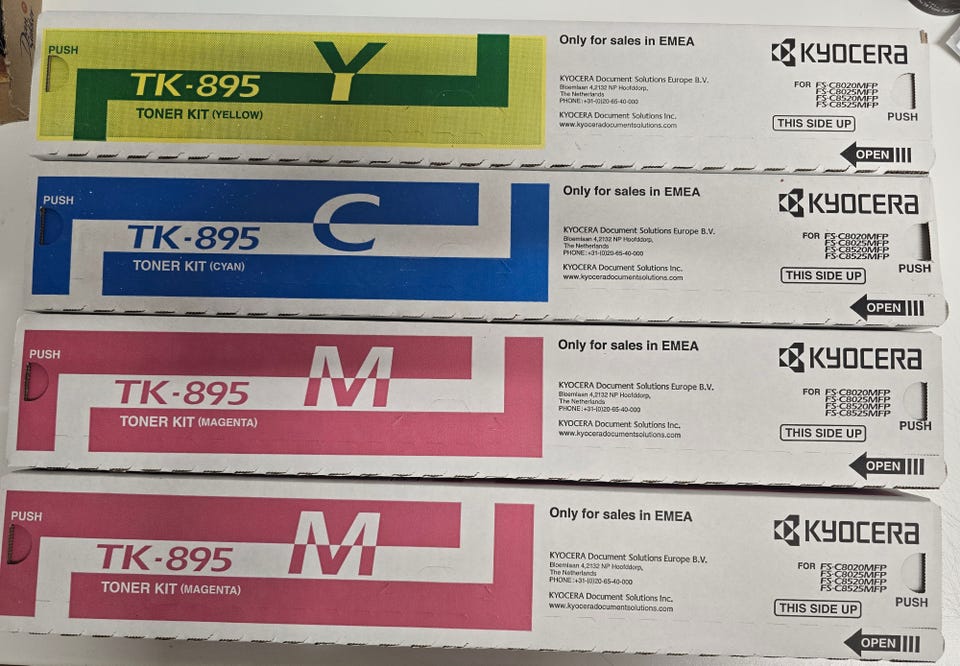 PUSH
Y
TK-895
TONER KIT (YELLOW)
Only for sales in EMEA
KYOCERA Document Solutions Europe B.V.
Bloemlaan 4,2132 NP Hoofddorp,
The Netherlands
PHONE:+31-(0)20-65-40-000
KYOCERA Document Solutions Inc.
www.kyoceradocumentsolutions.com
KYOCERA
FOR FS-C8020MFP
FS-C8025MFP
FS-C8520MFP
FS-C8525MFP
PUSH
THIS SIDE UP
OPEN
PUSH
C
TK-895
TONER KIT (CYAN)
Only for sales in EMEA
KYOCERA Document Solutions Europe B.V.
Bloemlaan 4,2132 NP Hoofddorp,
The Netherlands
PHONE:+31-(0)20-65-40-000
KYOCERA Document Solutions Inc.
www.kyoceradocumentsolutions.com
KYOCERA
FOR FS-C8020MFP
FS-C8025MFP
FS-C8520MFP
FS-C8525MFP
PUSH
THIS SIDE UP
OPEN
PUSH
M
TK-895
TONER KIT (MAGENTA)
Only for sales in EMEA
KYOCERA Document Solutions Europe B.V.
Bloemlaan 4,2132 NP Hoofddorp,
The Netherlands
PHONE:+31-(0)20-65-40-000
KYOCERA Document Solutions Inc.
www.kyoceradocumentsolutions.com
KYOCERA
FOR FS-C8020MFP
FS-C8025MFP
FS-C8520MFP
FS-C8525MFP
PUSH
THIS SIDE UP
OPEN
PUSH
M
TK-895
TONER KIT (MAGENTA)
Only for sales in EMEA
KYOCERA Document Solutions Europe B.V.
Bloemlaan 4,2132 NP Hoofddorp,
The Netherlands
PHONE:+31-(0)20-65-40-000
KYOCERA Document Solutions Inc.
www.kyoceradocumentsolutions.com
KYOCERA
FOR FS-C8020MFP
FS-C8025MFP
FS-C8520MFP
FS-C8525MFP
PUSH
THIS SIDE UP
OPEN